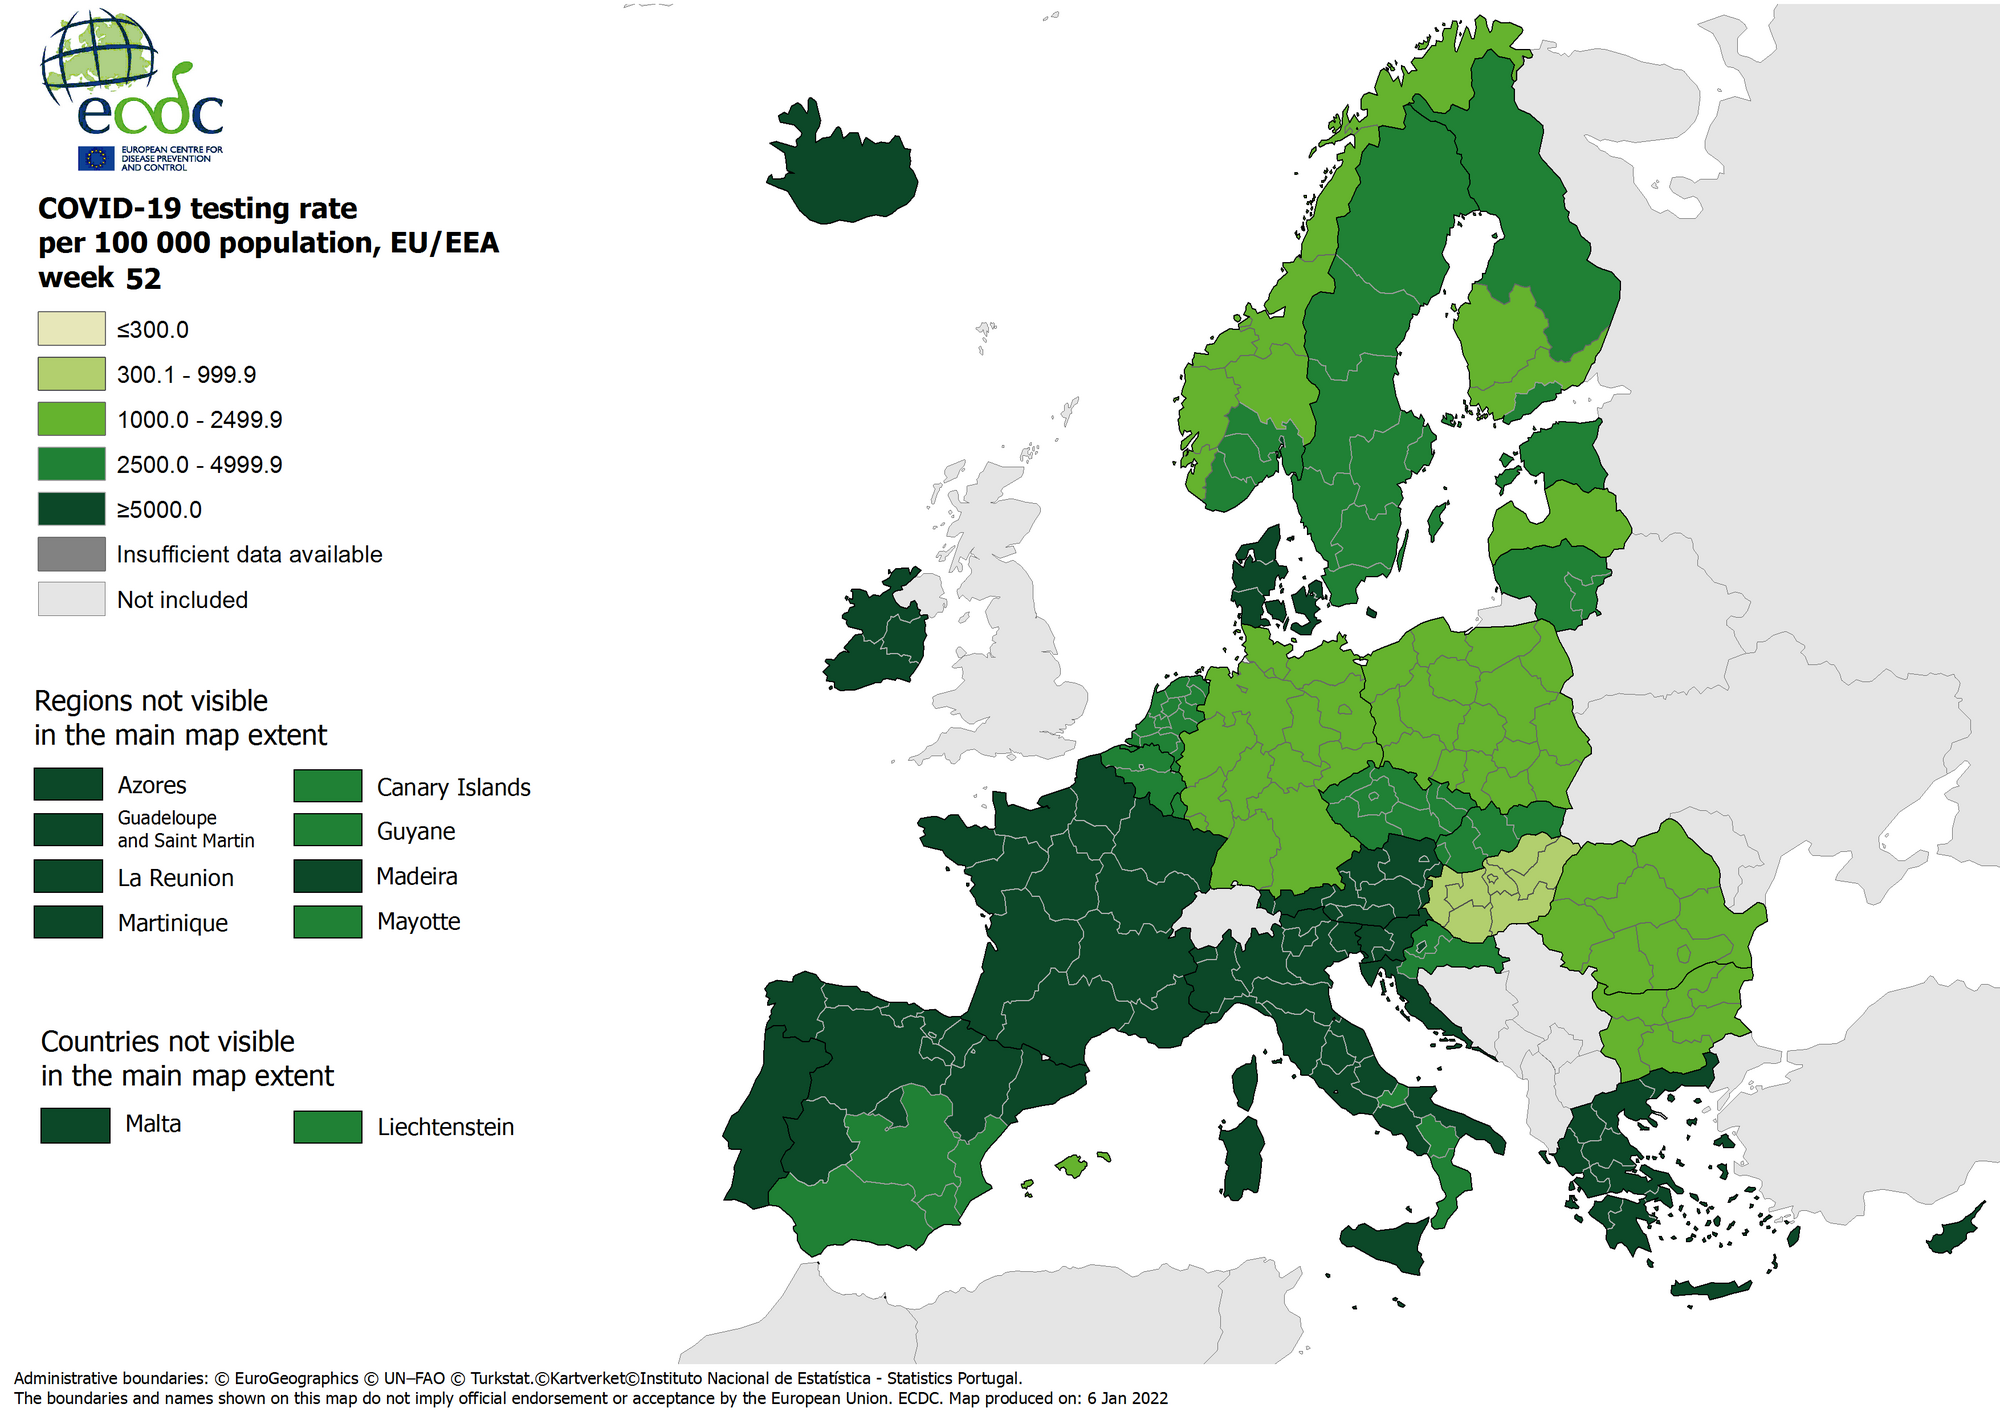 ecdc
EUROPEAN CENTRE FOR
DISEASE PREVENTION
AND CONTROL
COVID-19 testing rate
per 100 000 population, EU/EEA
week 52
≤300.0
300.1 - 999.9
1000.0 - 2499.9
2500.0 - 4999.9
≥5000.0
Insufficient data available
Not included
Regions not visible
in the main map extent
Azores
Canary Islands
Guadeloupe
and Saint Martin
Guyane
La Reunion
Madeira
Martinique
Mayotte
Countries not visible
in the main map extent
Malta
Liechtenstein
Administrative boundaries: © EuroGeographics © UN–FAO © Turkstat.©Kartverket©Instituto Nacional de Estatística - Statistics Portugal.
The boundaries and names shown on this map do not imply official endorsement or acceptance by the European Union. ECDC. Map produced on: 6 Jan 2022